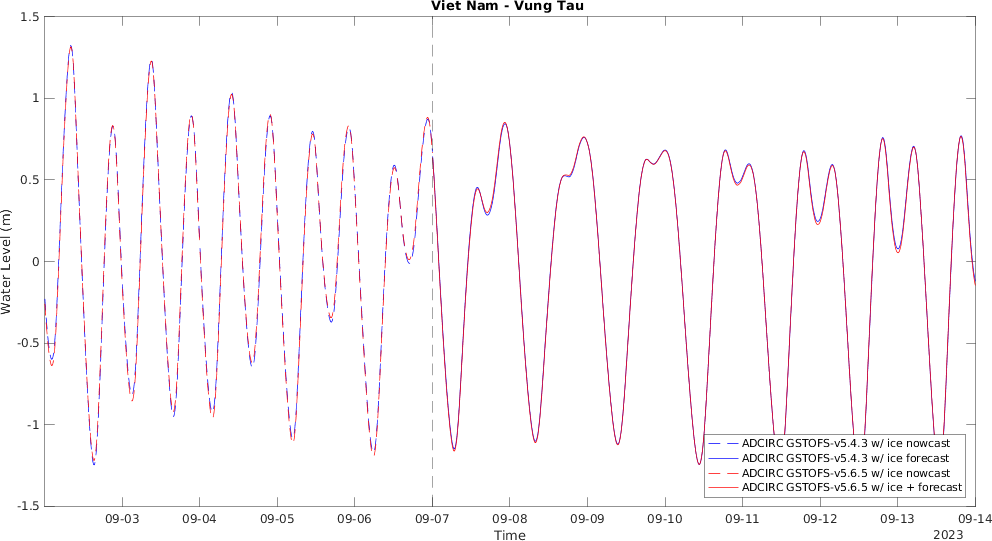 Viet Nam - Vung Tau
1.5
1
0.5
0
-0.5
-1
-1.5
Water Level (m)
ADCIRC GSTOFS-v5.4.3 w/ ice nowcast
ADCIRC GSTOFS-v5.4.3 w/ ice forecast
ADCIRC GSTOFS-v5.6.5 w/ ice nowcast
ADCIRC GSTOFS-v5.6.5 w/ ice + forecast
09-03 09-04 09-05 09-06 09-07 09-08 09-09 09-10 09-11 09-12 09-13 09-14
Time
2023